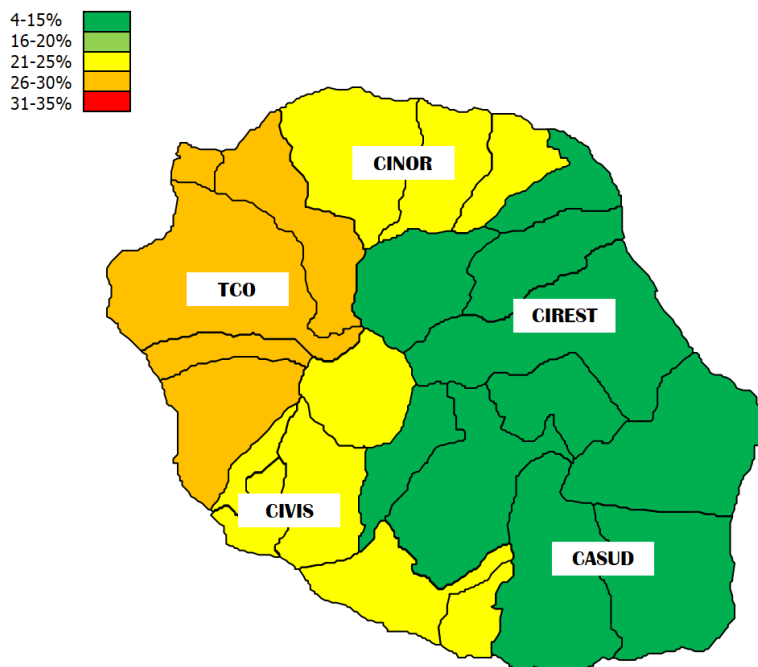 4-15%
16-20%
21-25%
26-30%
31-35%
CINOR
TCO
CIREST
CIVIS
CASUD